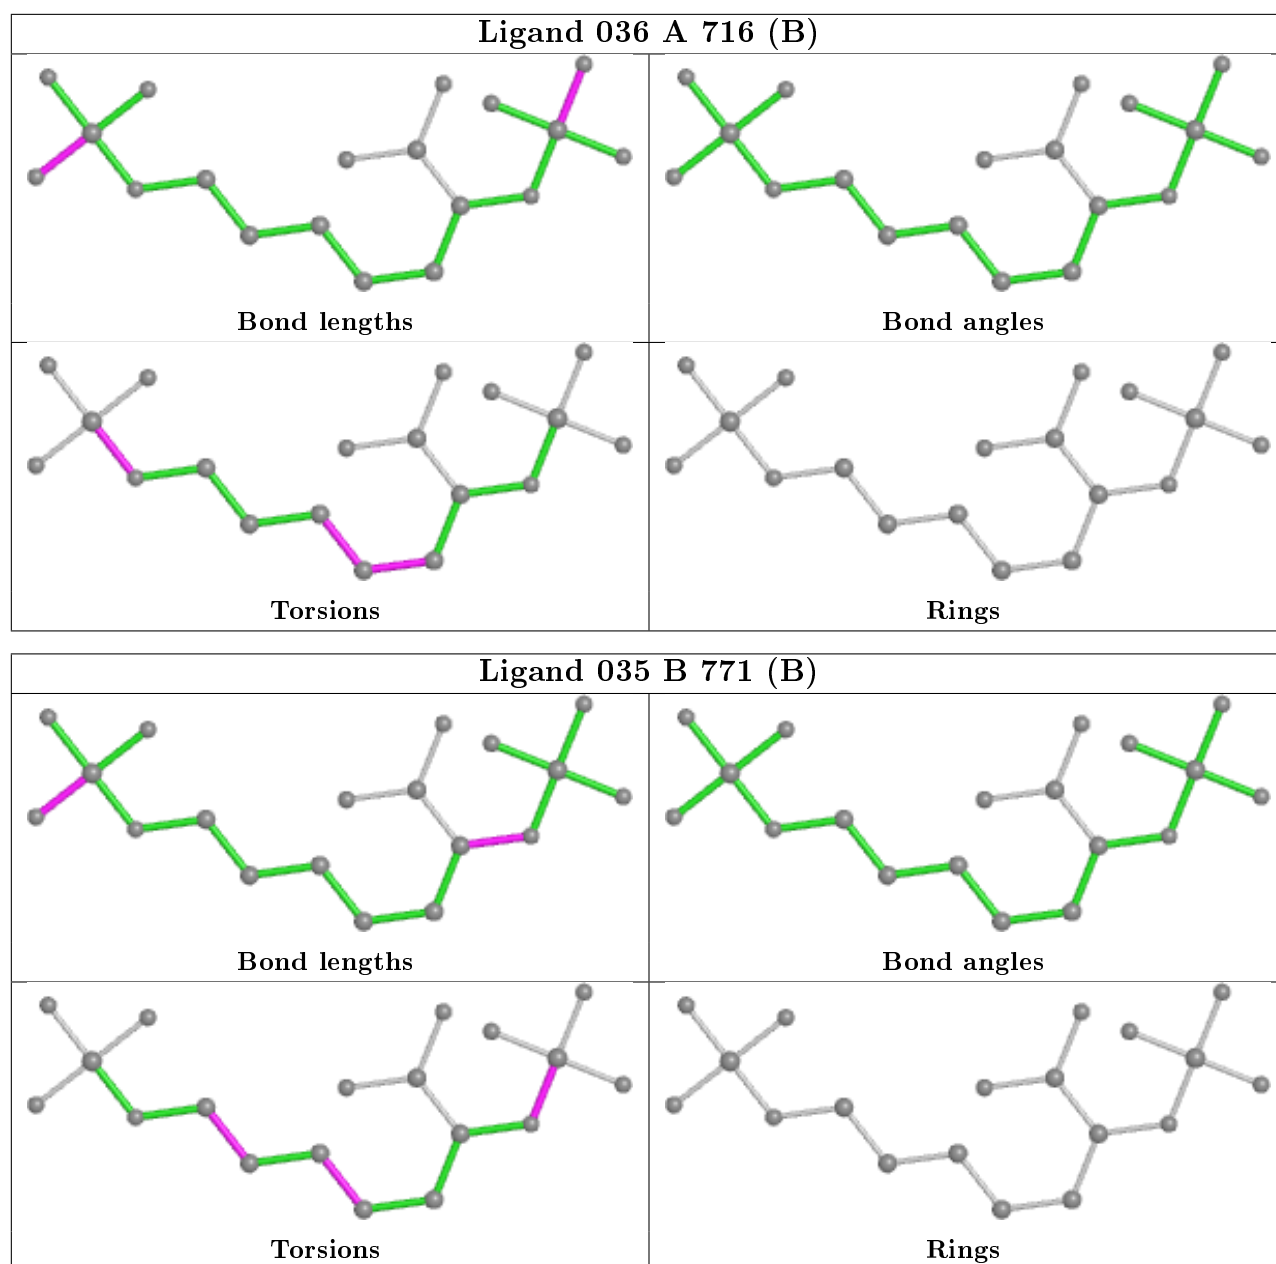 Ligand 036 A 716 (B)
Bond lengths
Bond angles
Torsions
Rings
Ligand 035 B 771 (B)
Bond lengths
Bond angles
Torsions
Rings